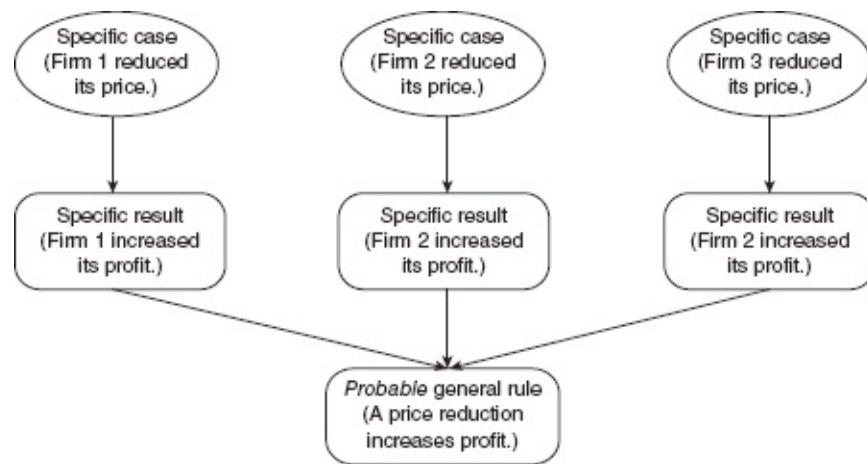 Specific case
(Firm 1 reduced
its price.)
Specific case
(Firm 2 reduced
its price.)
Specific case
(Firm 3 reduced
its price.)
Specific result
(Firm 1 increased
its profit.)
Specific result
(Firm 2 increased
its profit.)
Specific result
(Firm 2 increased
its profit.)
Probable general rule
(A price reduction
increases profit.)